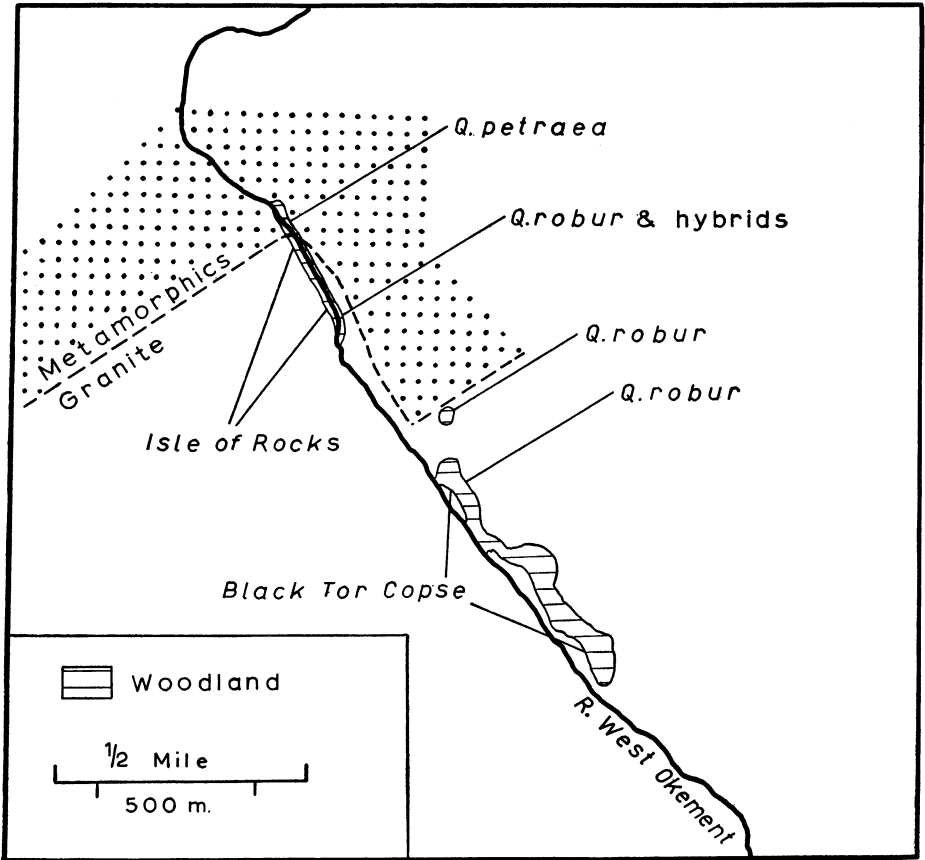 Q. petraea
Q.robur & hybrids
Metamorphics
Granite
Q.robur
Q.robur
Isle of Rocks
Black Tor Copse
Woodland
½ Mile
500 m.
R. West Okement